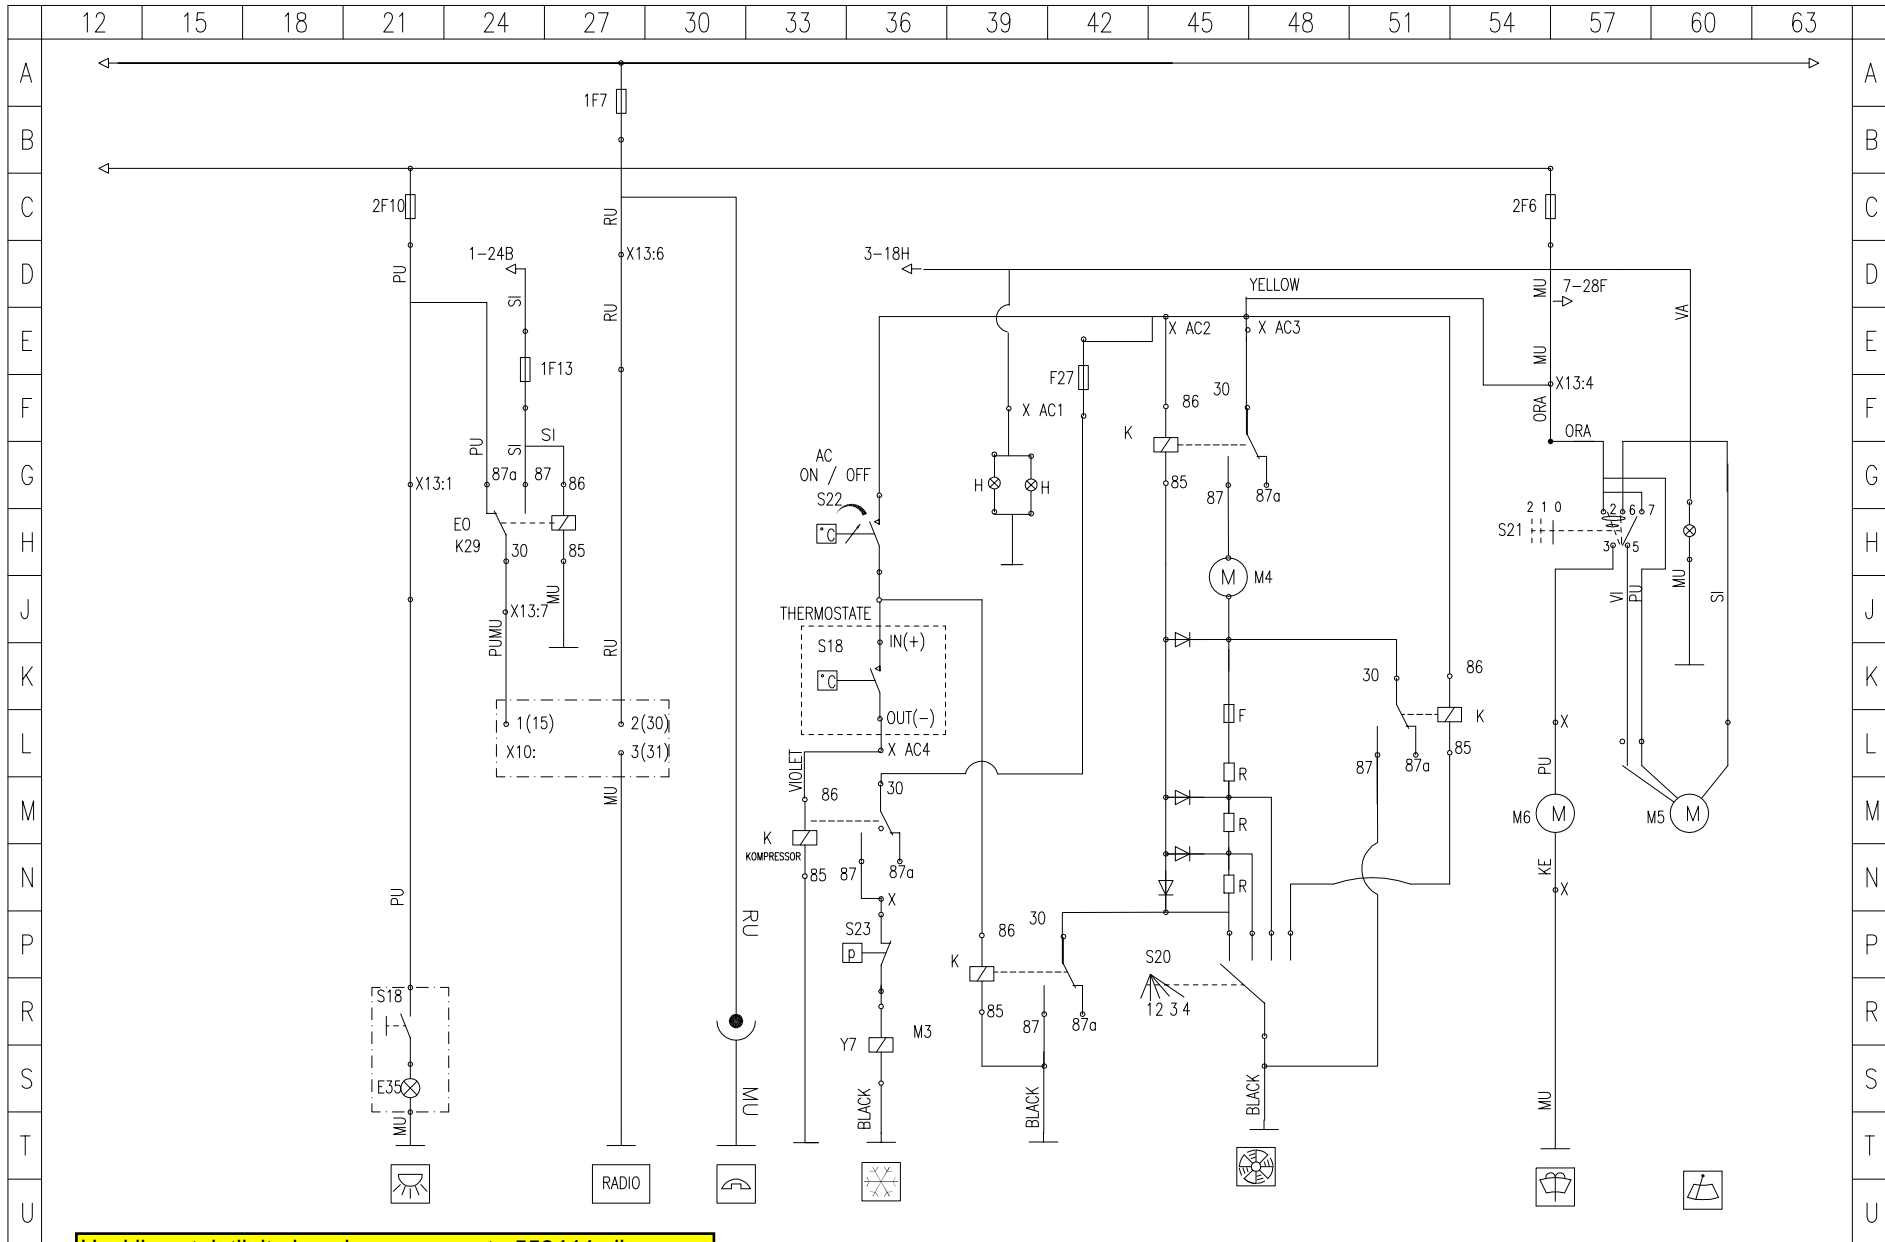 12 15 18 21 24 27 30 33 36 39 42 45 48 51 54 57 60 63
A A
1F7
B B
C 2F10 RU 2F6 C
1-24B X13:6 3-18H
D PU SI RU YELLOW MU 7-28F D
VA
E X AC2 X AC3 MU E
1F13 F27 X13:4
30
86
F X AC1 ORA F
K ORA
SI
PU SI
AC
ON / OFF
G X13:1 87a 87 86 H H 85 87 87a G
S22
2 1 0 2 6 7
EO °C S21
K29
H 30 85 3 5 H
M M4
MU VI PU MU SI
J X13:7 THERMOSTATE J
PUMU RU S18 IN(+)
K °C 30 86 K
OUT(-) F K
1(15) 2(30) X
L X10: 3(31) X AC4 85 L
VIOLET 87 87a
PU
R
30
86
M MU M6 M M5 M M
K R
KOMPRESSOR
85 87 87a KE
N R X N
PU X
RU 30
S23 86
P p K S20 P
S18
R 85 87 87a 1 2 3 4 R
Y7 M3
S E35 S
MU BLACK BLACK BLACK MU
MU
T T
RADIO
U U